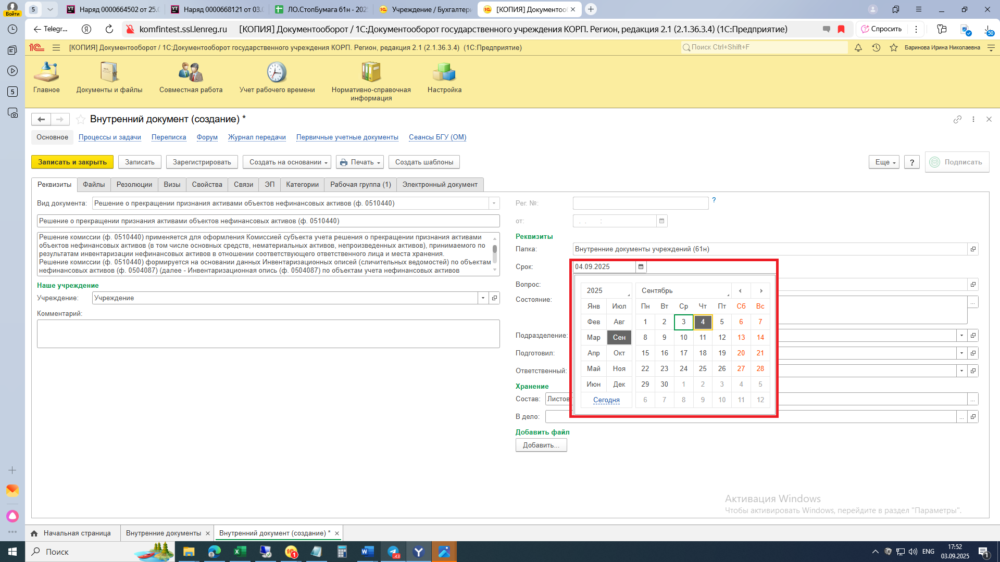 Войти
5
Наряд 0000664502 от 25.0
Наряд 0000668121 от 03.0
ЛО.СтопБумага 61н - 202
Учреждение / Бухгалтери
[КОПИЯ] Документооб
Telegr...
komfintest.ssl.lenreg.ru
[КОПИЯ] Документооборот / 1С:Документооборот государственного учреждения КОРП. Регион, редакция 2.1 (2.1.36.3.4) (1С:Предприятие)
Спросить
50
[КОПИЯ] Документооборот / 1С:Документооборот государственного учреждения КОРП. Регион, редакция 2.1 (2.1.36.3.4) (1С:Предприятие)
Поиск Ctrl+Shift+F
Баринова Ирина Николаевна
5
Главное
Документы и файлы
Совместная работа
Учет рабочего времени
Нормативно-справочная
информация
Настройка
Внутренний документ (создание) *
Основное
Процессы и задачи
Переписка
Форум
Журнал передачи
Первичные учетные документы
Сеансы БГУ (ОМ)
Записать и закрыть
Записать
Зарегистрировать
Создать на основании
Печать
Создать шаблоны
Еще
?
Подписать
Реквизиты
Файлы
Резолюции
Визы
Свойства
Связи
ЭП
Категории
Рабочая группа (1)
Электронный документ
Вид документа: Решение о прекращении признания активами объектов нефинансовых активов (ф. 0510440)
Решение о прекращении признания активами объектов нефинансовых активов (ф. 0510440)
Решение комиссии (ф. 0510440) применяется для оформления Комиссией субъекта учета решения о прекращении признания активами
объектов нефинансовых активов (в том числе основных средств, нематериальных активов, непроизведенных активов), принимаемого по
результатам инвентаризации нефинансовых активов в отношении соответствующего ответственного лица и места хранения.
Решение комиссии (ф. 0510440) формируется на основании данных Инвентаризационных описей (сличительных ведомостей) по объектам
нефинансовых активов (ф. 0504087) (далее - Инвентаризационная опись (ф. 0504087) по объектам учета нефинансовых активов
Наше учреждение
Учреждение: Учреждение
Комментарий:
Рег. №:
?
от: . . :
Реквизиты
Папка: Внутренние документы учреждений (61н)
Срок: 04.09.2025
Вопрос:
Состояние:
Подразделение:
Подготовил:
Ответственный:
2025 Сентябрь
Янв Июл Пн Вт Ср Чт Пт Сб Вс
Фев Авг 1 2 3 4 5 6 7
Мар Сен 8 9 10 11 12 13 14
Апр Окт 15 16 17 18 19 20 21
Май Ноя 22 23 24 25 26 27 28
Июн Дек 29 30 1 2 3 4 5
Сегодня 6 7 8 9 10 11 12
Хранение
Состав: Листов
В дело:
Добавить файл
Добавить...
Активация Windows
Чтобы активировать Windows, перейдите в раздел "Параметры".
Начальная страница
Внутренние документы
Внутренний документ (создание) *
Поиск
1
43
ENG
17:52
03.09.2025
1